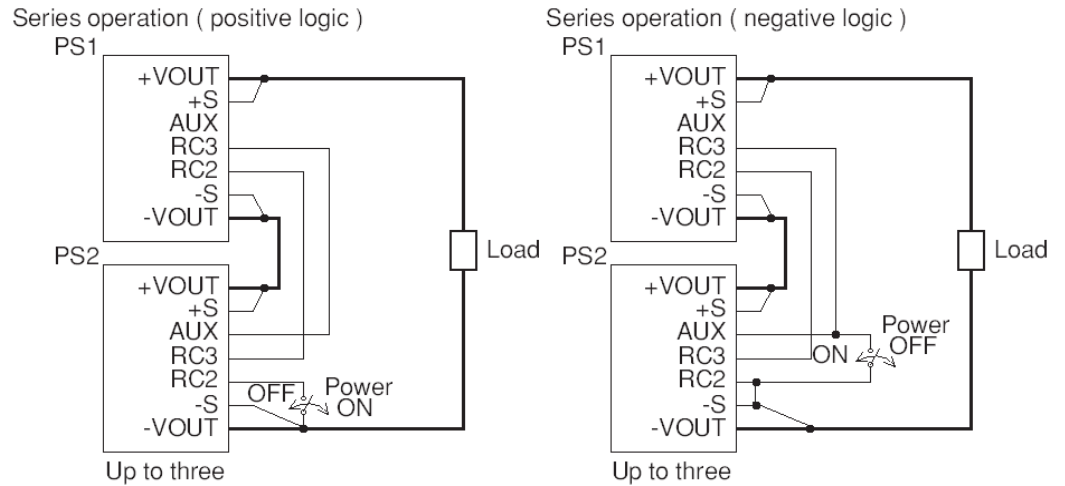 Series operation ( positive logic )
PS1
+VOUT
+S
AUX
RC3
RC2
-S
-VOUT
PS2
+VOUT
+S
AUX
RC3
RC2
-S
-VOUT
OFF
Power
ON
Load
Up to three
Series operation ( negative logic )
PS1
+VOUT
+S
AUX
RC3
RC2
-S
-VOUT
PS2
+VOUT
+S
AUX
RC3
RC2
-S
-VOUT
Power
ON
OFF
Load
Up to three